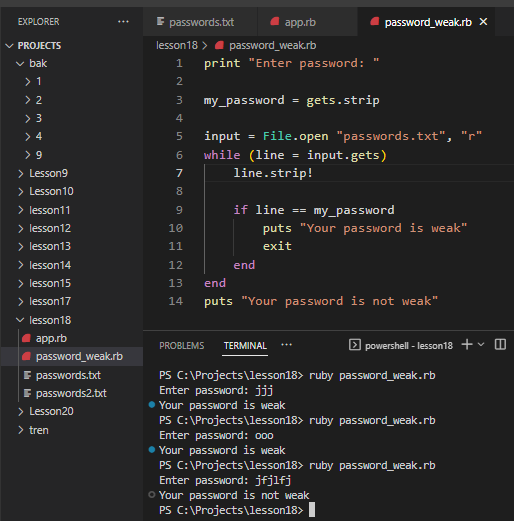 EXPLORER
PROJECTS
bak
1
2
3
4
9
Lesson9
Lesson10
lesson11
lesson12
lesson13
lesson14
lesson15
lesson17
lesson18
app.rb
password_weak.rb
passwords.txt
passwords2.txt
Lesson20
tren
passwords.txt app.rb password_weak.rb
lesson18 > password_weak.rb
1 print "Enter password: "
2
3 my_password = gets.strip
4
5 input = File.open "passwords.txt", "r"
6 while (line = input.gets)
7 line.strip!
8
9 if line == my_password
10 puts "Your password is weak"
11 exit
12 end
13 end
14 puts "Your password is not weak"
PROBLEMS TERMINAL ... powershell - lesson18
PS C:\Projects\lesson18> ruby password_weak.rb
Enter password: jjj
Your password is weak
PS C:\Projects\lesson18> ruby password_weak.rb
Enter password: ooo
Your password is weak
PS C:\Projects\lesson18> ruby password_weak.rb
Enter password: jfjlfj
Your password is not weak
PS C:\Projects\lesson18>